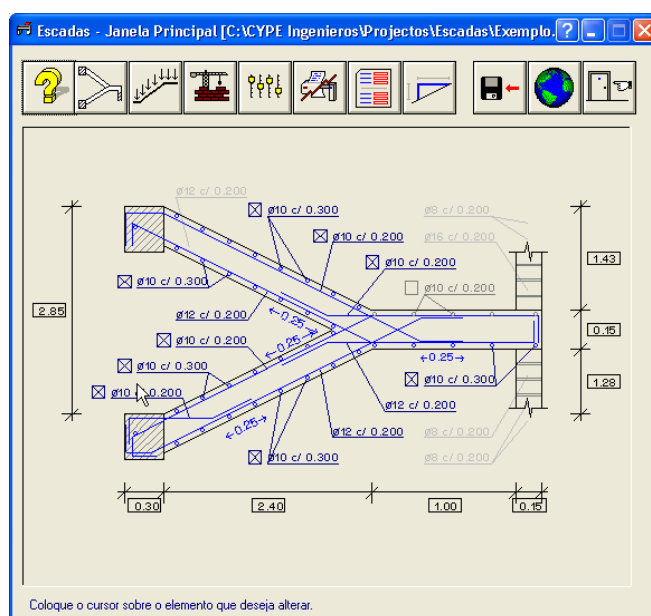 Escadas - Janela Principal [C:\CYPE Ingenieros\Projectos\Escadas\Exemplo.
ø12 c/ 0.200
ø10 c/ 0.300
ø8 c/ 0.200
ø10 c/ 0.200
ø16 c/ 0.200
ø10 c/ 0.200
1.43
ø10 c/ 0.300
ø10 c/ 0.200
2.85
ø12 c/ 0.200
←0.25→
0.15
ø10 c/ 0.200
←0.25→
←0.25→
ø10 c/ 0.300
ø10 c/ 0.300
1.28
ø10 c/ 0.200
ø12 c/ 0.200
←0.25→
ø12 c/ 0.200
ø8 c/ 0.200
ø10 c/ 0.300
ø8 c/ 0.200
0.30
2.40
1.00
0.15
Coloque o cursor sobre o elemento que deseja alterar.